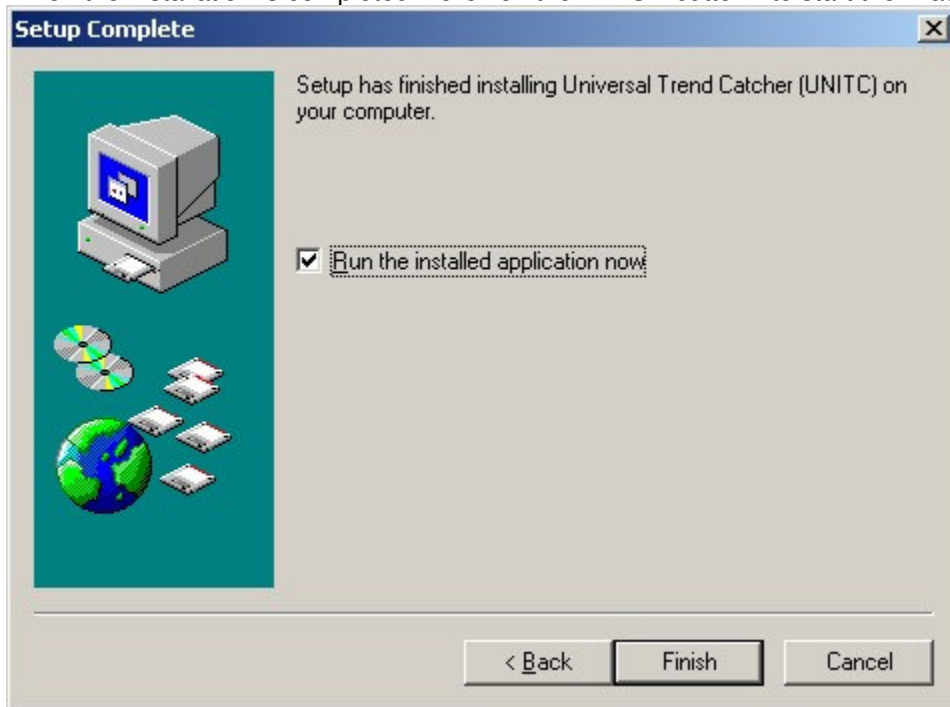 Setup Complete
Setup has finished installing Universal Trend Catcher (UNITC) on
your computer.
Run the installed application now
< Back
Finish
Cancel